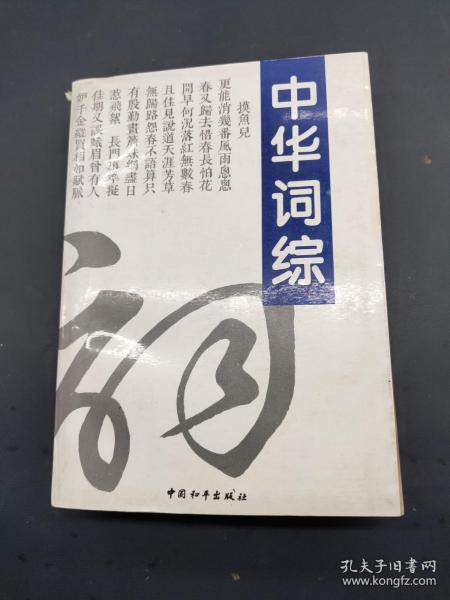 中华词综
摸魚兒
更能消幾番風雨悤悤
春又歸去惜春長怕花
開早何況落紅無數春
且住見說道天涯芳草
無歸路怨春不語算只
有殷勤畫簷蛛網盡日
惹飛絮 長門事準擬
佳期又誤蛾眉曾有人
妒千金縱買相如賦脈
词
中国和平出版社
孔夫子旧书网
www.kongfz.com